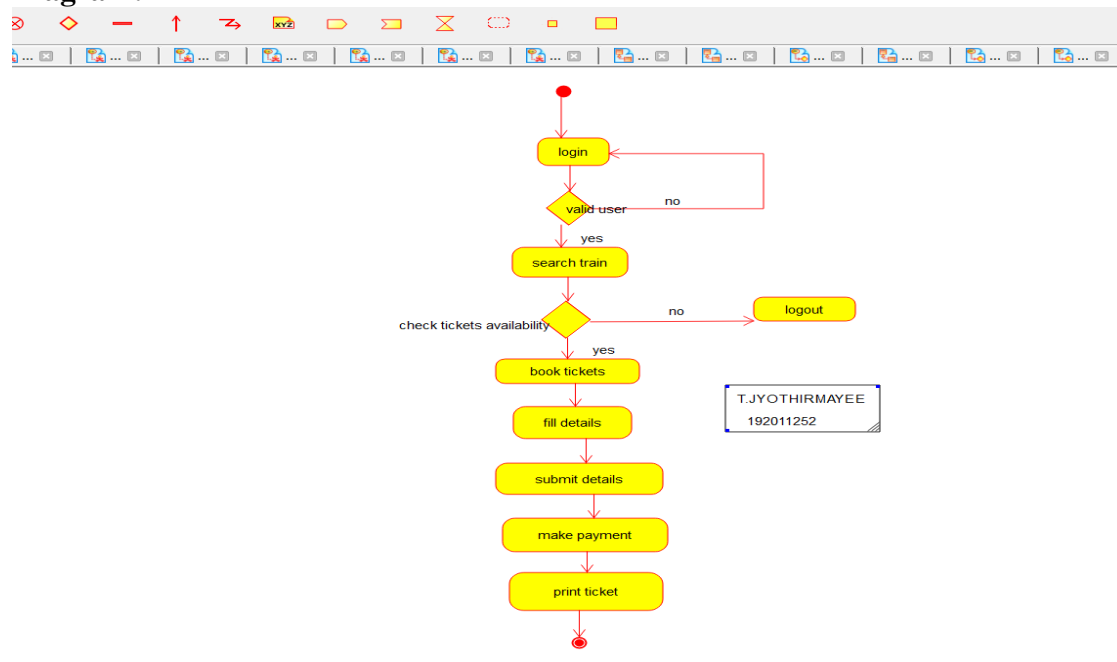 XYZ
... ... ... ... ... ... ... ... ... ... ... ... ...
login
valid user
no
yes
search train
check tickets availability
no
logout
yes
book tickets
T.JYOTHIRMAYEE
192011252
fill details
submit details
make payment
print ticket